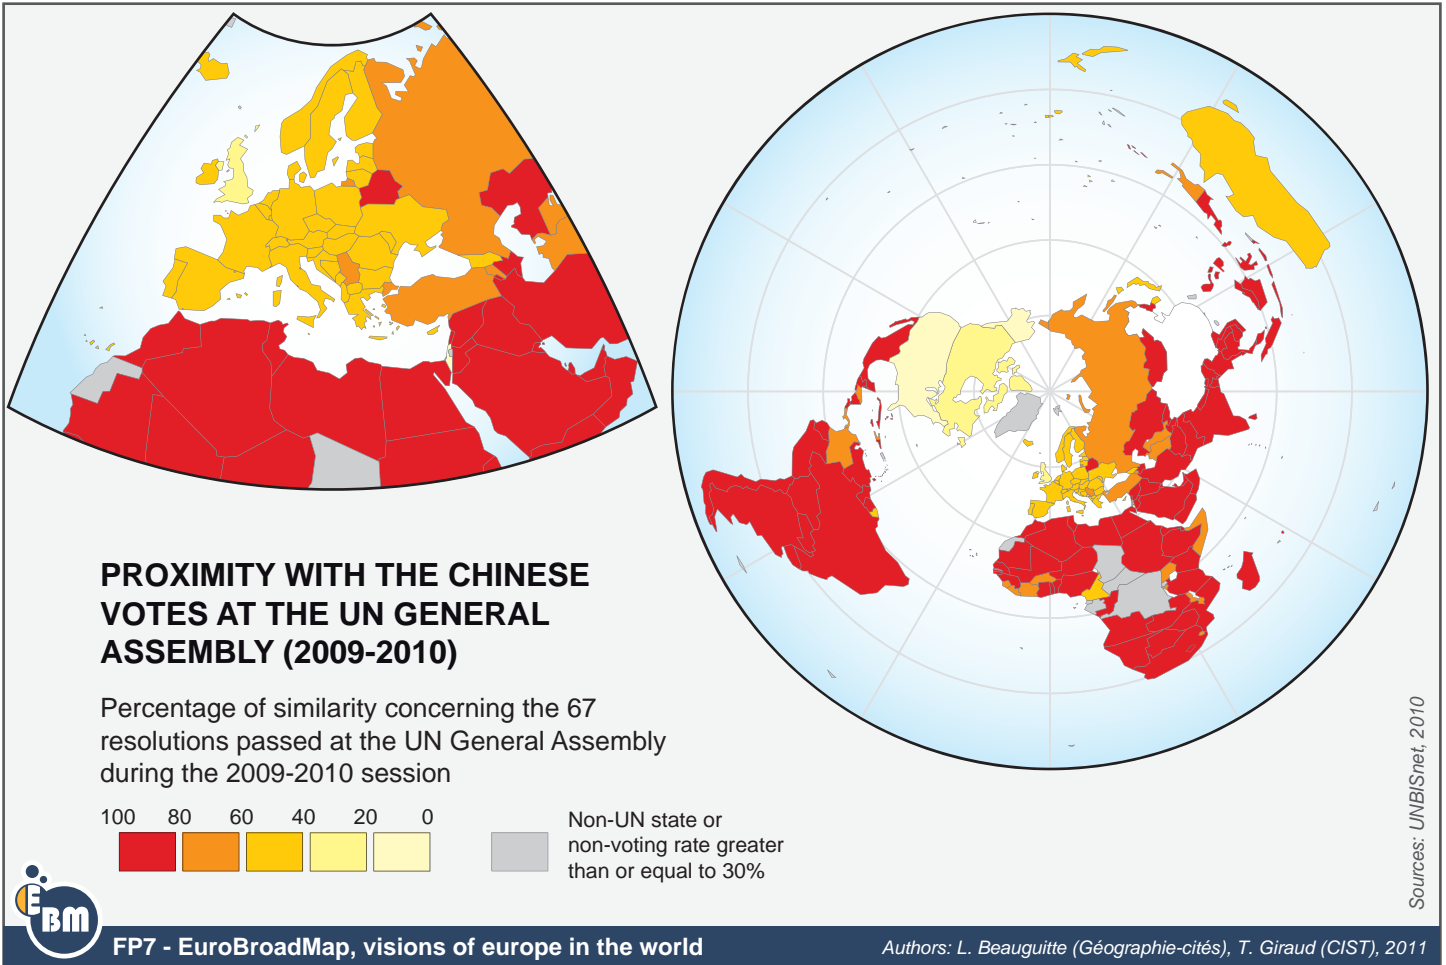 PROXIMITY WITH THE CHINESE
VOTES AT THE UN GENERAL
ASSEMBLY (2009-2010)
Percentage of similarity concerning the 67
resolutions passed at the UN General Assembly
during the 2009-2010 session
100 80 60 40 20 0
Non-UN state or
non-voting rate greater
than or equal to 30%
Sources: UNBISnet, 2010
EBM
FP7 - EuroBroadMap, visions of europe in the world
Authors: L. Beauguitte (Géographie-cités), T. Giraud (CIST), 2011